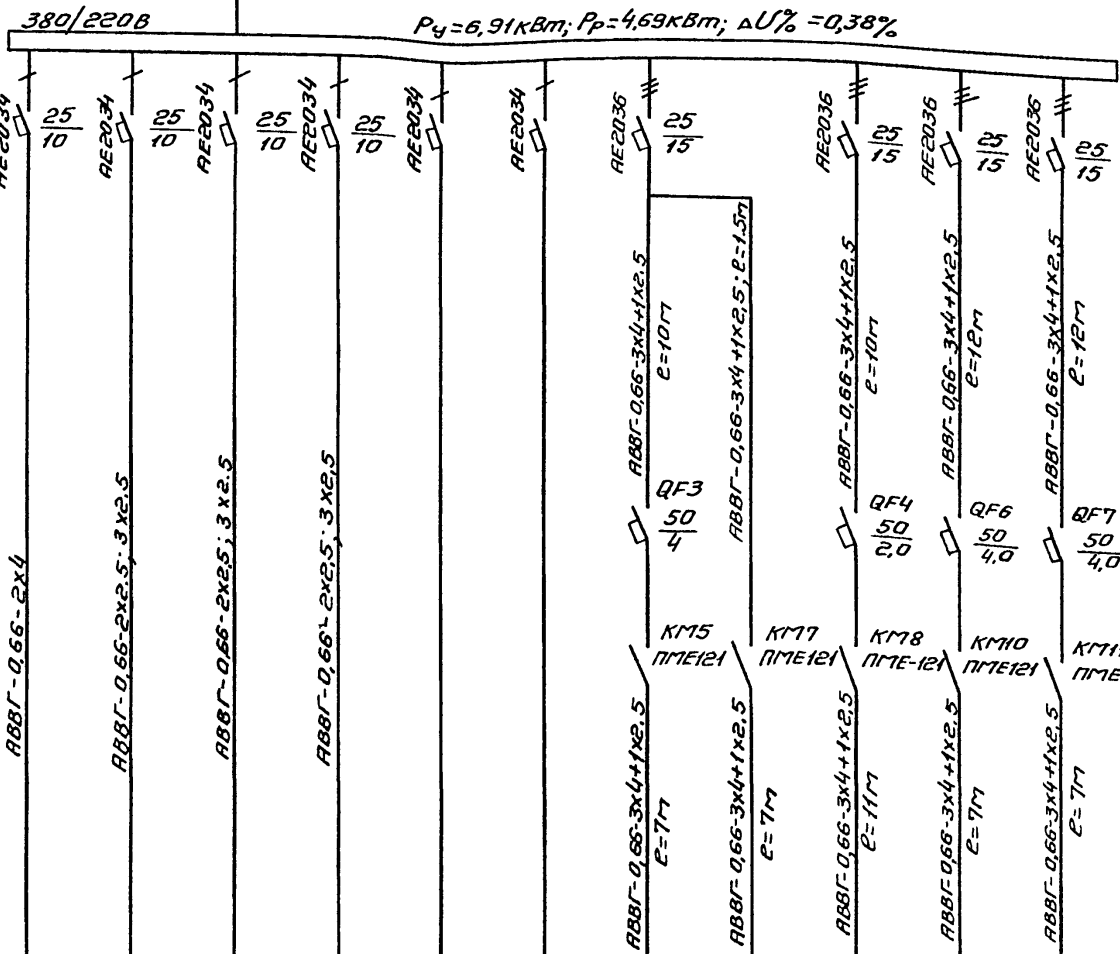 380/220В
Ру=6,91кВт; Рр=4,69кВт; ΔU% =0,38%
АЕ2034
25
10
АЕ2034
25
10
АЕ2034
25
10
АЕ2034
25
10
АЕ2034
АЕ2034
АЕ2036
25
15
АЕ2036
25
15
АЕ2036
25
15
АЕ2036
25
15
АВВГ-0,66-3х4+1х2,5
ℓ=10м
АВВГ-0,66-3х4+1х2,5; ℓ=1.5м
АВВГ-0,66-3х4+1х2,5
ℓ=10м
АВВГ-0,66-3х4+1х2,5
ℓ=12м
АВВГ-0,66-3х4+1х2,5
ℓ=12м
АВВГ-0,66-2х4
АВВГ-0,66-2х2.5; 3х2.5
АВВГ-0,66-2х2,5; 3х2.5
АВВГ-0,66-2х2,5; 3х2,5
QF3
50
4
QF4
50
2,0
QF6
50
4,0
QF7
50
4,0
КМ5
ПМЕ121
КМ7
ПМЕ121
КМ8
ПМЕ-121
КМ10
ПМЕ121
КМ11
ПМЕ
АВВГ-0,66-3х4+1х2,5
ℓ=7м
АВВГ-0,66-3х4+1х2.5
ℓ=7м
АВВГ-0,66-3х4+1х2,5
ℓ=11м
АВВГ-0,66-3х4+1х2.5
ℓ=7м
АВВГ-0,66-3х4+1х2,5
ℓ=7м